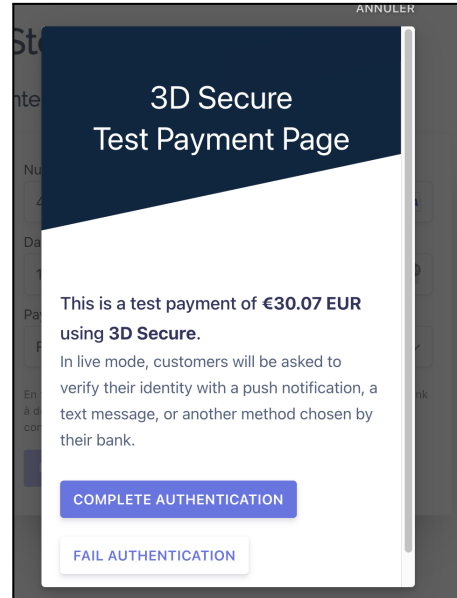 ANNULER
3D Secure
Test Payment Page
This is a test payment of €30.07 EUR
using 3D Secure.
In live mode, customers will be asked to
verify their identity with a push notification, a
text message, or another method chosen by
their bank.
COMPLETE AUTHENTICATION
FAIL AUTHENTICATION